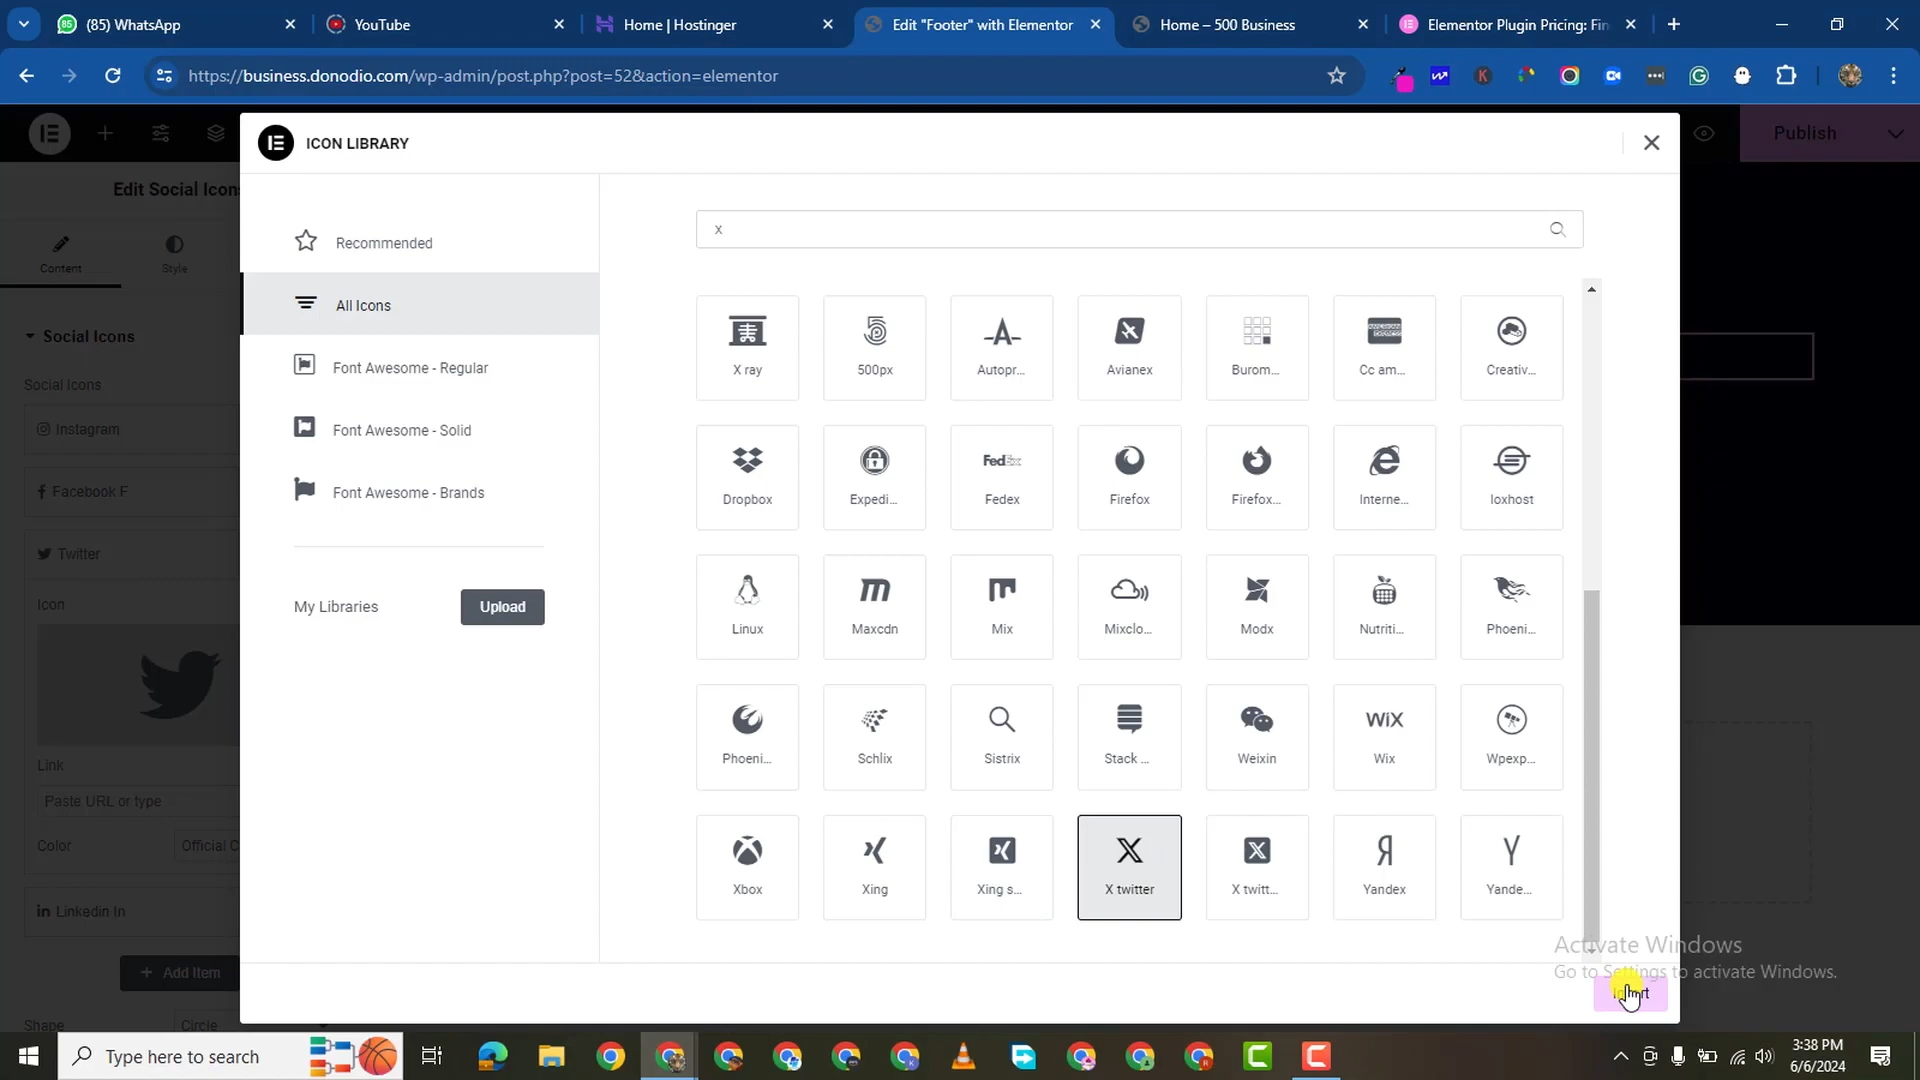 (85) WhatsApp
YouTube
Home | Hostinger
Edit "Footer" with Elementor
Home – 500 Business
Elementor Plugin Pricing: Fin
https://business.donodio.com/wp-admin/post.php?post=52&action=elementor
ICON LIBRARY
Publish
Edit Social Icons
Content
Style
Social Icons
Social Icons
Instagram
Facebook F
Twitter
Icon
Link
Paste URL or type
Color
Official C
Linkedin In
Add Item
Shape
Circle
Recommended
All Icons
Font Awesome - Regular
Font Awesome - Solid
Font Awesome - Brands
My Libraries
Upload
x
X ray
500px
Autopr...
Avianex
Burom...
Cc am...
Creativ...
Dropbox
Expedi...
Fedex
Firefox
Firefox...
Interne...
Ioxhost
Linux
Maxcdn
Mix
Mixclo...
Modx
Nutriti...
Phoeni...
Phoeni...
Schlix
Sistrix
Stack ...
Weixin
Wix
Wpexp...
Xbox
Xing
Xing s...
X twitter
X twitt...
Yandex
Yande...
Activate Windows
Go to Settings to activate Windows.
Type here to search
3:38 PM
6/6/2024